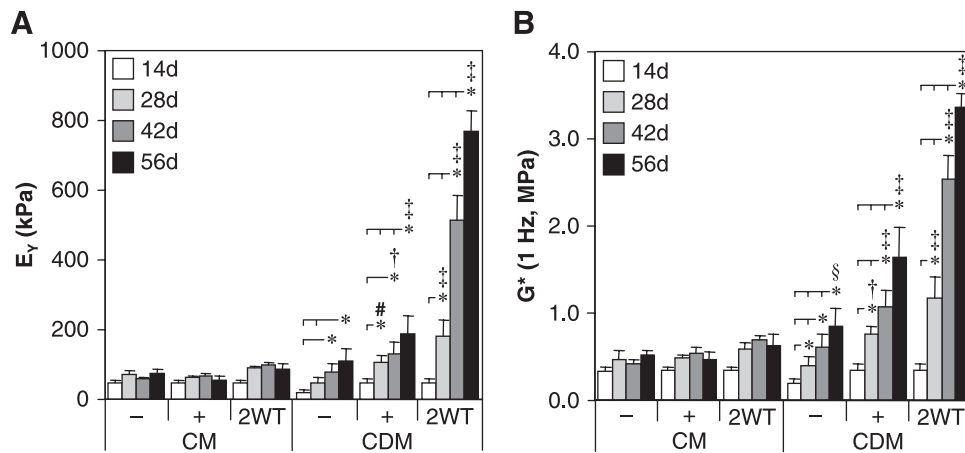 A
1000
800
600
400
200
0
E_Y (kPa)
14d
28d
42d
56d
*
*
#
*
†
*
‡
*
‡
*
‡
*
‡
*
– + 2WT – + 2WT
CM CDM
B
4.0
3.0
2.0
1.0
0.0
G* (1 Hz, MPa)
14d
28d
42d
56d
*
*
§
*
†
*
‡
*
‡
*
‡
*
‡
*
‡
*
– + 2WT – + 2WT
CM CDM